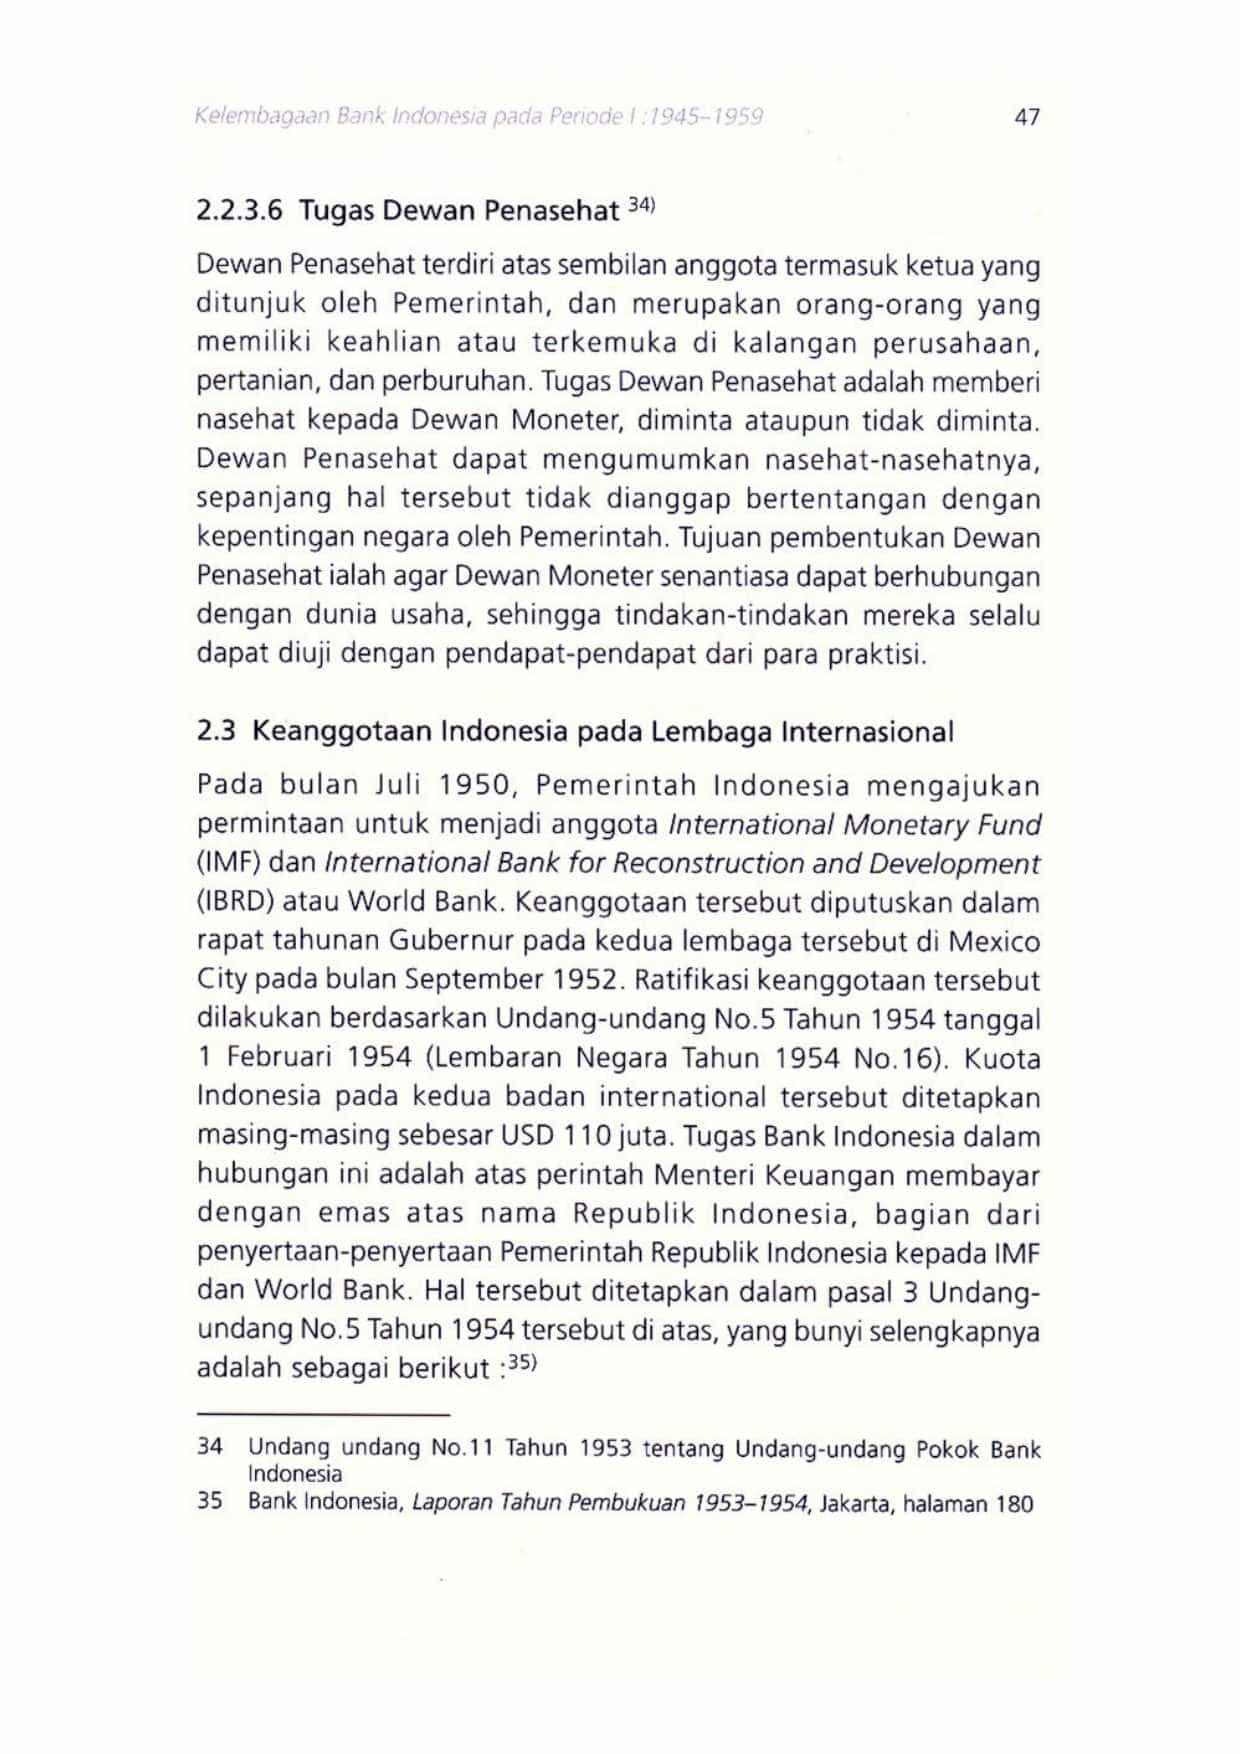 Kelembagaan Bank Indonesia pada Periode I :1945–1959 47
2.2.3.6 Tugas Dewan Penasehat 34)
Dewan Penasehat terdiri atas sembilan anggota termasuk ketua yang
ditunjuk oleh Pemerintah, dan merupakan orang-orang yang
memiliki keahlian atau terkemuka di kalangan perusahaan,
pertanian, dan perburuhan. Tugas Dewan Penasehat adalah memberi
nasehat kepada Dewan Moneter, diminta ataupun tidak diminta.
Dewan Penasehat dapat mengumumkan nasehat-nasehatnya,
sepanjang hal tersebut tidak dianggap bertentangan dengan
kepentingan negara oleh Pemerintah. Tujuan pembentukan Dewan
Penasehat ialah agar Dewan Moneter senantiasa dapat berhubungan
dengan dunia usaha, sehingga tindakan-tindakan mereka selalu
dapat diuji dengan pendapat-pendapat dari para praktisi.
2.3 Keanggotaan Indonesia pada Lembaga Internasional
Pada bulan Juli 1950, Pemerintah Indonesia mengajukan
permintaan untuk menjadi anggota International Monetary Fund
(IMF) dan International Bank for Reconstruction and Development
(IBRD) atau World Bank. Keanggotaan tersebut diputuskan dalam
rapat tahunan Gubernur pada kedua lembaga tersebut di Mexico
City pada bulan September 1952. Ratifikasi keanggotaan tersebut
dilakukan berdasarkan Undang-undang No.5 Tahun 1954 tanggal
1 Februari 1954 (Lembaran Negara Tahun 1954 No.16). Kuota
Indonesia pada kedua badan international tersebut ditetapkan
masing-masing sebesar USD 110 juta. Tugas Bank Indonesia dalam
hubungan ini adalah atas perintah Menteri Keuangan membayar
dengan emas atas nama Republik Indonesia, bagian dari
penyertaan-penyertaan Pemerintah Republik Indonesia kepada IMF
dan World Bank. Hal tersebut ditetapkan dalam pasal 3 Undang-
undang No.5 Tahun 1954 tersebut di atas, yang bunyi selengkapnya
adalah sebagai berikut :35)
34 Undang undang No.11 Tahun 1953 tentang Undang-undang Pokok Bank
Indonesia
35 Bank Indonesia, Laporan Tahun Pembukuan 1953–1954, Jakarta, halaman 180